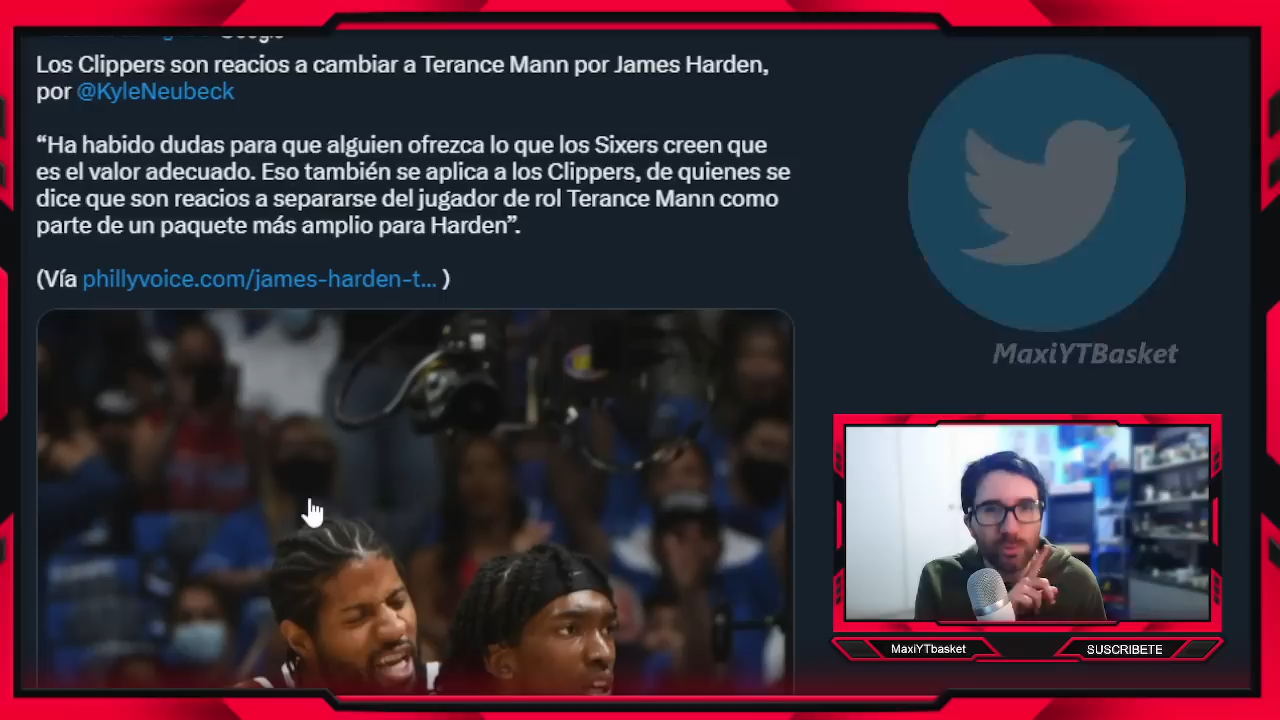 Los Clippers son reacios a cambiar a Terance Mann por James Harden,
por @KyleNeubeck
“Ha habido dudas para que alguien ofrezca lo que los Sixers creen que
es el valor adecuado. Eso también se aplica a los Clippers, de quienes se
dice que son reacios a separarse del jugador de rol Terance Mann como
parte de un paquete más amplio para Harden”.
(Vía phillyvoice.com/james-harden-t... )
MaxiYTBasket
MaxiYTbasket
SUSCRIBETE